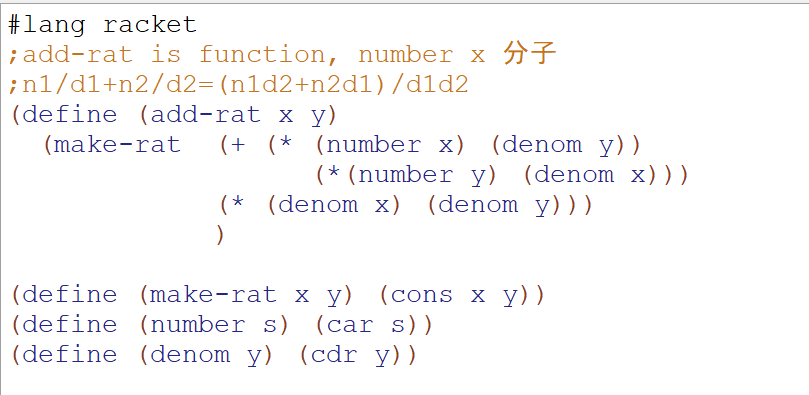 #lang racket
;add-rat is function, number x 分子
;n1/d1+n2/d2=(n1d2+n2d1)/d1d2
(define (add-rat x y)
  (make-rat  (+ (* (number x) (denom y))
                  (*(number y) (denom x)))
            (* (denom x) (denom y)))
            )

(define (make-rat x y) (cons x y))
(define (number s) (car s))
(define (denom y) (cdr y))